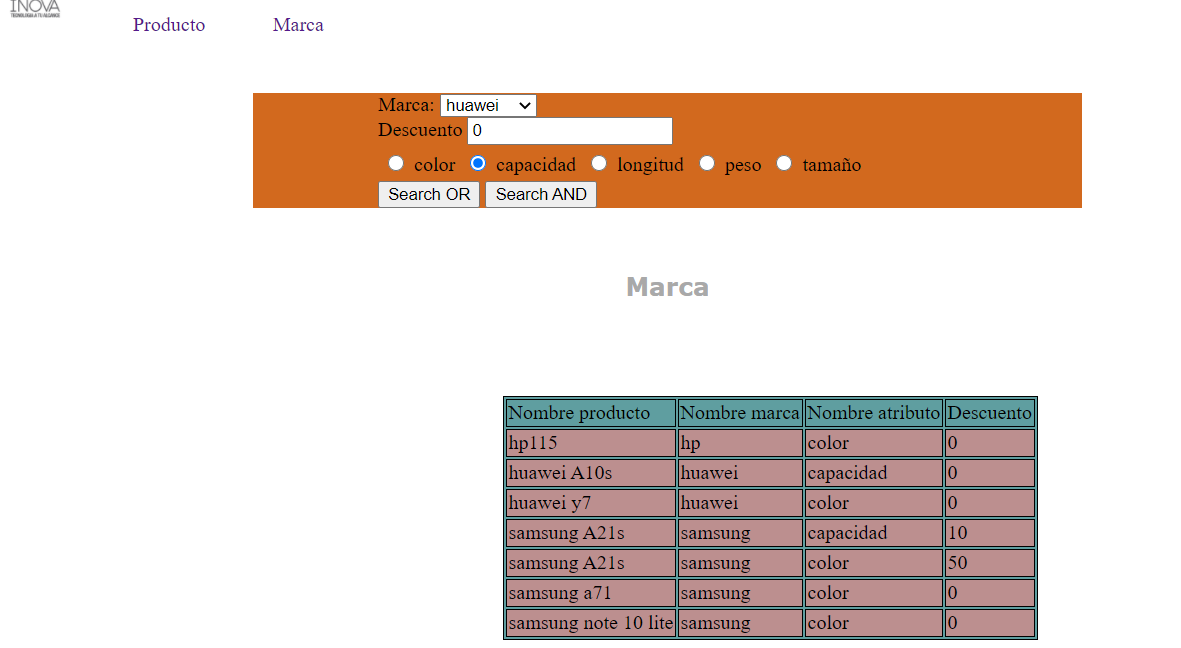 INOVA
TECNOLOGIA A TU ALCANCE
Producto Marca
Marca: huawei
Descuento 0
color capacidad longitud peso tamaño
Search OR Search AND
Marca
Nombre producto Nombre marca Nombre atributo Descuento
hp115 hp color 0
huawei A10s huawei capacidad 0
huawei y7 huawei color 0
samsung A21s samsung capacidad 10
samsung A21s samsung color 50
samsung a71 samsung color 0
samsung note 10 lite samsung color 0